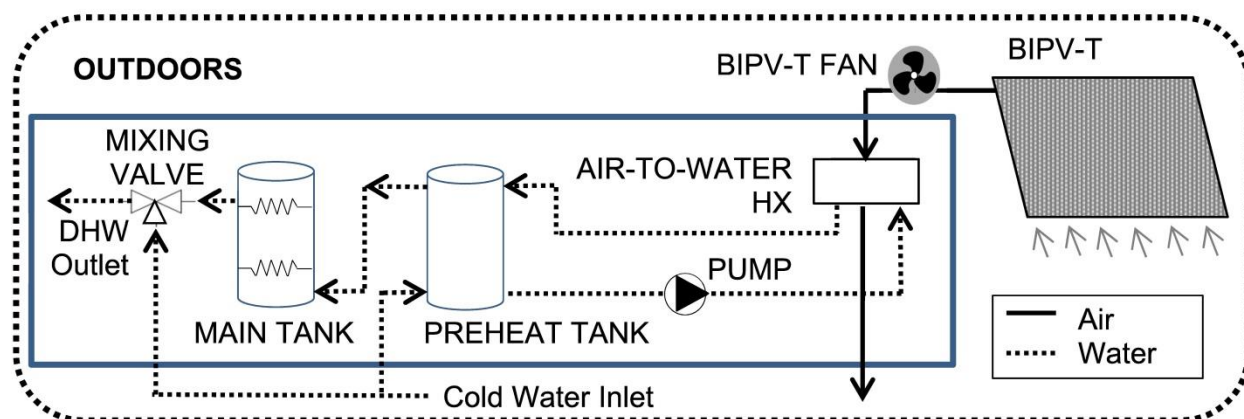 OUTDOORS
BIPV-T FAN
BIPV-T
MIXING
VALVE
AIR-TO-WATER
HX
DHW
Outlet
PUMP
MAIN TANK
PREHEAT TANK
Air
Water
Cold Water Inlet